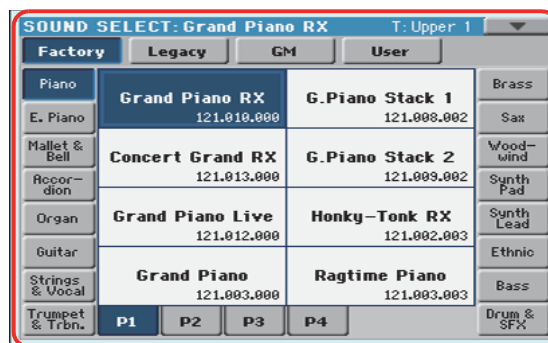 SOUND SELECT:Grand Piano RX T:Upper 1
Factory Legacy GM User
Piano
E. Piano
Mallet &
Bell
Accor-
dion
Organ
Guitar
Strings
& Vocal
Trumpet
& Trbn.
Grand Piano RX
121.010.000
G.Piano Stack 1
121.008.002
Concert Grand RX
121.013.000
G.Piano Stack 2
121.009.002
Grand Piano Live
121.012.000
Honky-Tonk RX
121.002.003
Grand Piano
121.003.000
Ragtime Piano
121.003.003
P1 P2 P3 P4
Brass
Sax
Wood-
wind
Synth
Pad
Synth
Lead
Ethnic
Bass
Drum &
SFX